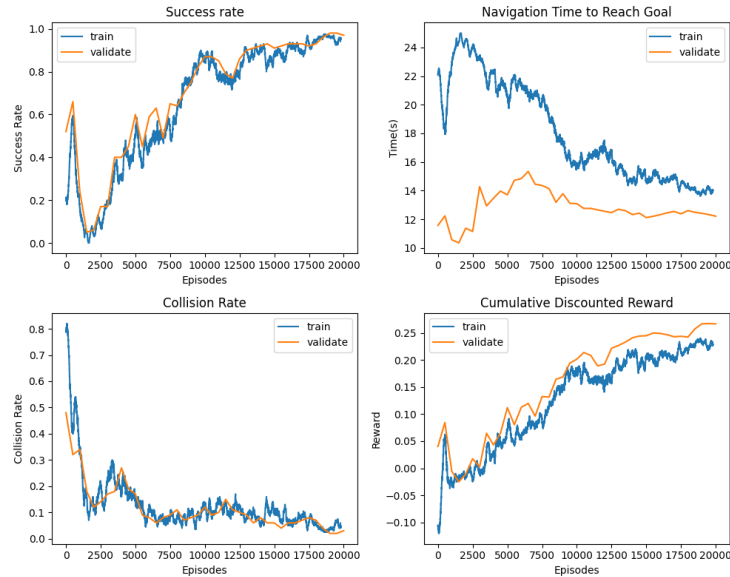 Success rate
train
validate
1.0
0.8
0.6
0.4
0.2
0.0
Success Rate
0 2500 5000 7500 10000 12500 15000 17500 20000
Episodes
Navigation Time to Reach Goal
train
validate
24
22
20
18
16
14
12
10
Time(s)
0 2500 5000 7500 10000 12500 15000 17500 20000
Episodes
Collision Rate
train
validate
0.8
0.7
0.6
0.5
0.4
0.3
0.2
0.1
0.0
Collision Rate
0 2500 5000 7500 10000 12500 15000 17500 20000
Episodes
Cumulative Discounted Reward
train
validate
0.25
0.20
0.15
0.10
0.05
0.00
−0.05
−0.10
Reward
0 2500 5000 7500 10000 12500 15000 17500 20000
Episodes